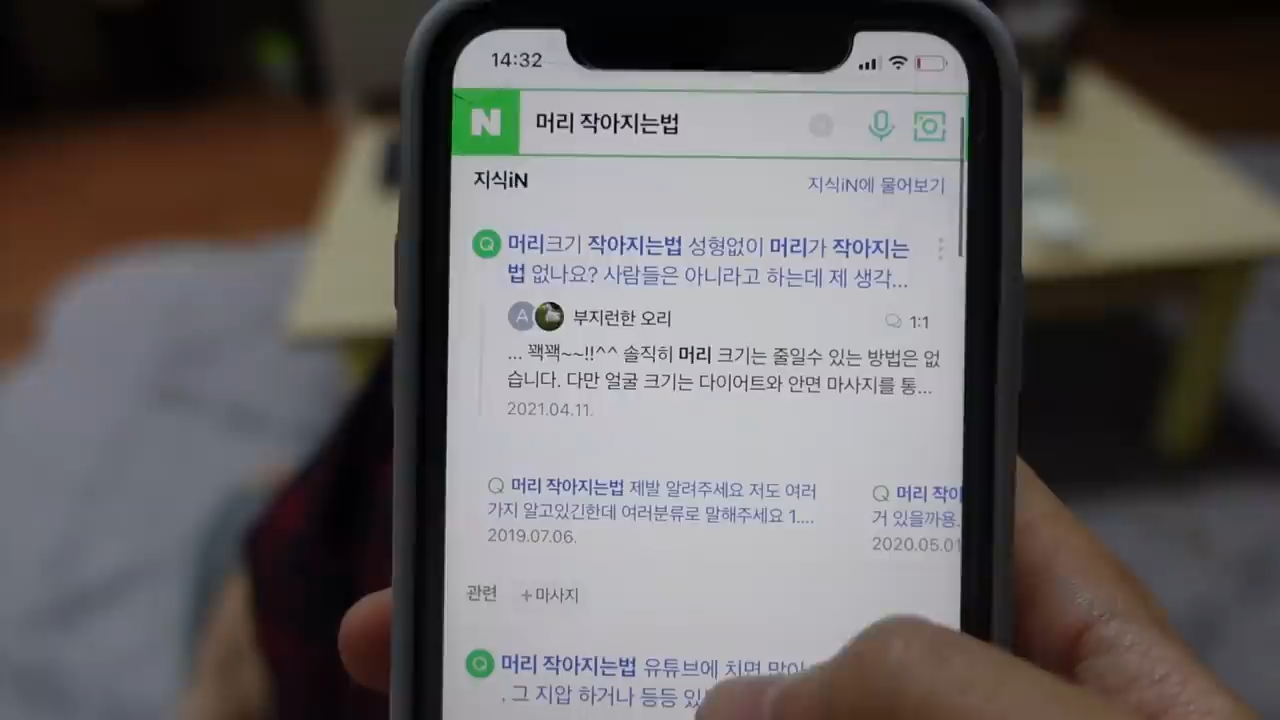 14:32
N 머리 작아지는법
지식iN 지식iN에 물어보기
Q 머리크기 작아지는법 성형없이 머리가 작아지는
법 없나요? 사람들은 아니라고 하는데 제 생각...
A 부지런한 오리 1:1
... 꽥꽥~~!!^^ 솔직히 머리 크기는 줄일수 있는 방법은 없
습니다. 다만 얼굴 크기는 다이어트와 안면 마사지를 통...
2021.04.11.
Q 머리 작아지는법 제발 알려주세요 저도 여러
가지 알고있긴한데 여러분류로 말해주세요 1....
2019.07.06.
Q 머리 작아
거 있을까용.
2020.05.01
관련 +마사지
Q 머리 작아지는법 유튜브에 치면 많아
, 그 지압 하거나 등등